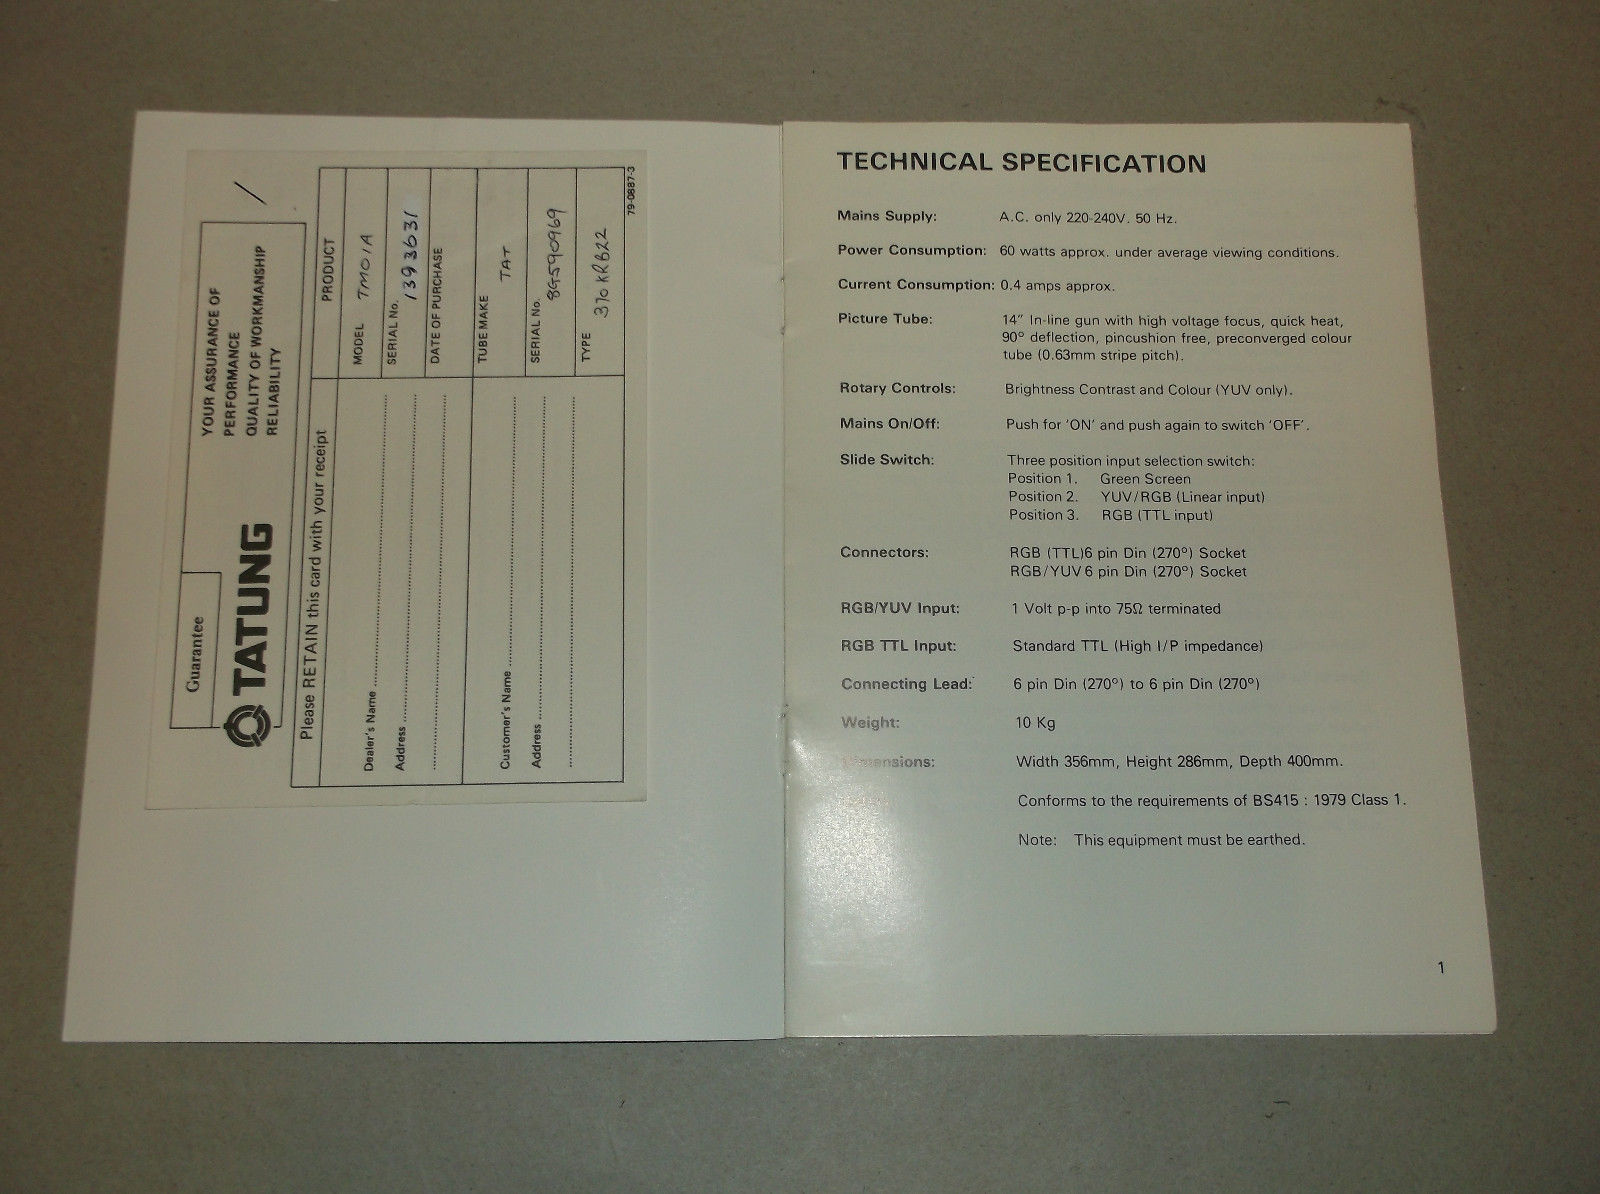 Guarantee
TATUNG
YOUR ASSURANCE OF
PERFORMANCE
QUALITY OF WORKMANSHIP
RELIABILITY
/
Please RETAIN this card with your receipt
PRODUCT
Dealer's Name
Address
MODEL TM01A
SERIAL No.
1393631
DATE OF PURCHASE
Customer's Name
Address
TUBE MAKE
TAT
SERIAL No.
8G590969
TYPE
370KRB22
79-0887-3
TECHNICAL SPECIFICATION
Mains Supply: A.C. only 220-240V. 50 Hz.
Power Consumption: 60 watts approx. under average viewing conditions.
Current Consumption: 0.4 amps approx.
Picture Tube: 14" In-line gun with high voltage focus, quick heat,
90° deflection, pincushion free, preconverged colour
tube (0.63mm stripe pitch).
Rotary Controls: Brightness Contrast and Colour (YUV only).
Mains On/Off: Push for 'ON' and push again to switch 'OFF'.
Slide Switch: Three position input selection switch:
Position 1. Green Screen
Position 2. YUV/RGB (Linear input)
Position 3. RGB (TTL input)
Connectors: RGB (TTL)6 pin Din (270°) Socket
RGB/YUV 6 pin Din (270°) Socket
RGB/YUV Input: 1 Volt p-p into 75Ω terminated
RGB TTL Input: Standard TTL (High I/P impedance)
Connecting Lead: 6 pin Din (270°) to 6 pin Din (270°)
Weight: 10 Kg
Dimensions: Width 356mm, Height 286mm, Depth 400mm.
Conforms to the requirements of BS415 : 1979 Class 1.
Note: This equipment must be earthed.
1